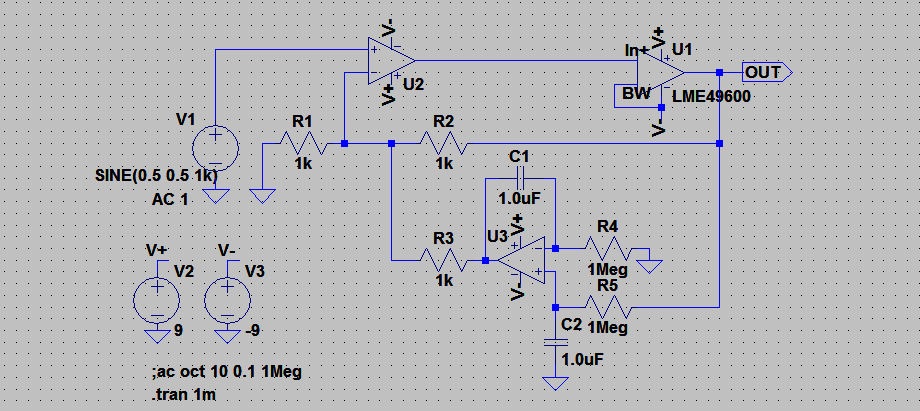 V-
In+
V+
U1
U2
V+
BW
LME49600
OUT
V-
V1
R1
1k
R2
1k
SINE(0.5 0.5 1k)
AC 1
C1
1.0uF
U3
V+
V-
R3
1k
R4
1Meg
R5
1Meg
C2
1.0uF
V+
V2
9
V-
V3
-9
;ac oct 10 0.1 1Meg
.tran 1m